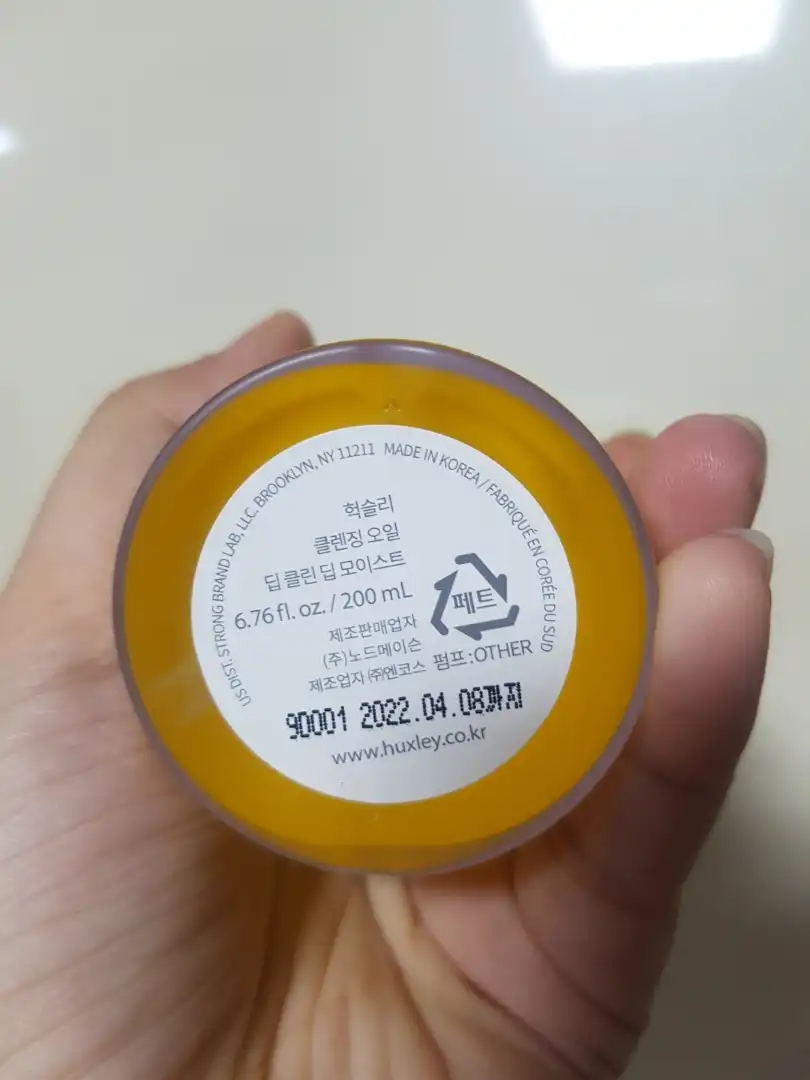 US DIST. STRONG BRAND LAB, LLC. BROOKLYN, NY 11211 MADE IN KOREA / FABRIQUÉ EN CORÉE DU SUD
헉슬리
클렌징 오일
딥 클린 딥 모이스트
6.76 fl. oz. / 200 mL
페트
제조판매업자
(주)노드메이슨
제조업자 ㈜엔코스 펌프:OTHER
90001 2022.04.08까지
www.huxley.co.kr